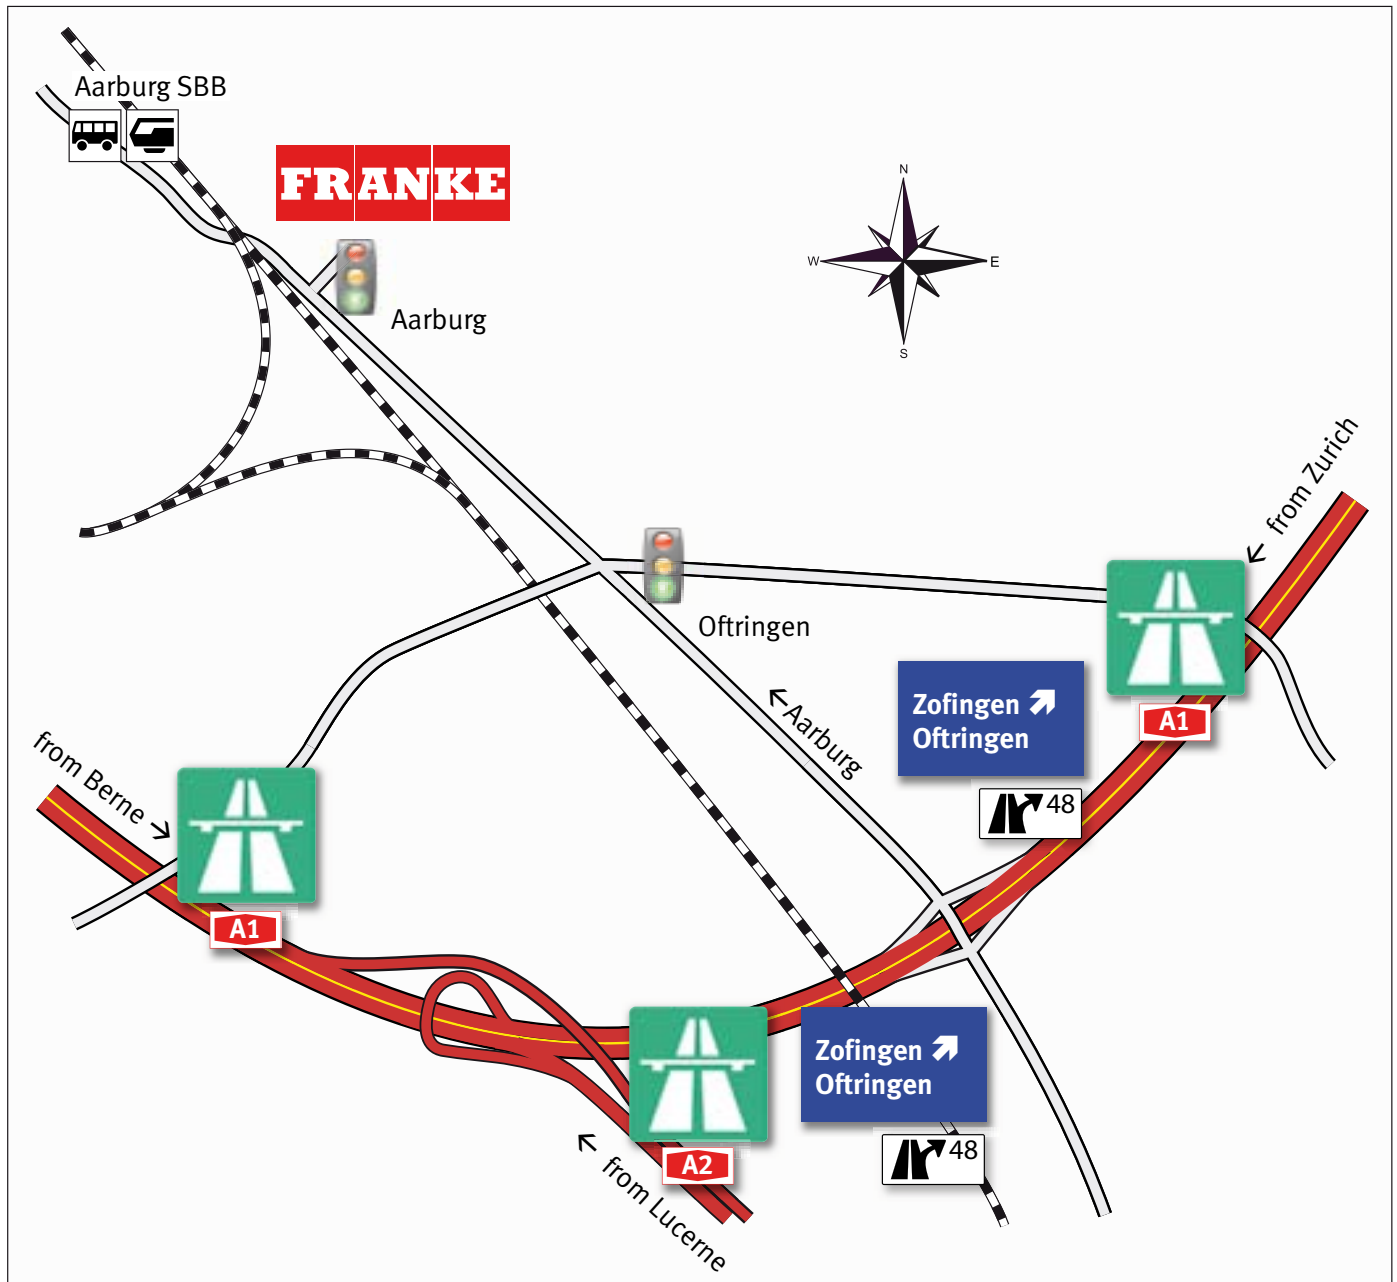 Aarburg SBB
FRANKE
N
W
E
S
Aarburg
← from Zurich
Oftringen
Zofingen
Oftringen
A1
← Aarburg
48
from Berne →
A1
Zofingen
Oftringen
48
A2
← from Lucerne